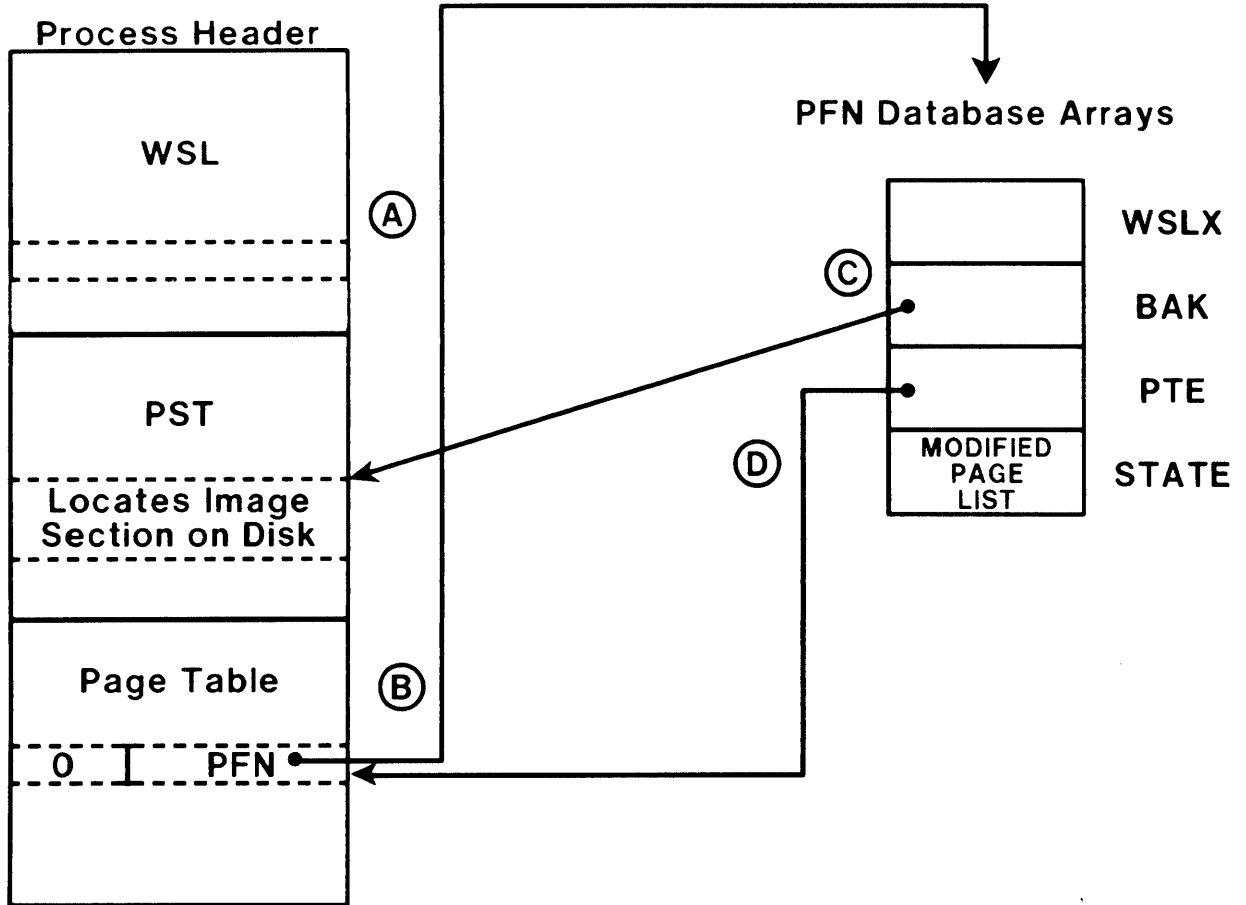 Process Header
WSL
A
PST
Locates Image
Section on Disk
Page Table
B
0 PFN
PFN Database Arrays
WSLX
C
BAK
PTE
D
MODIFIED
PAGE
LIST
STATE